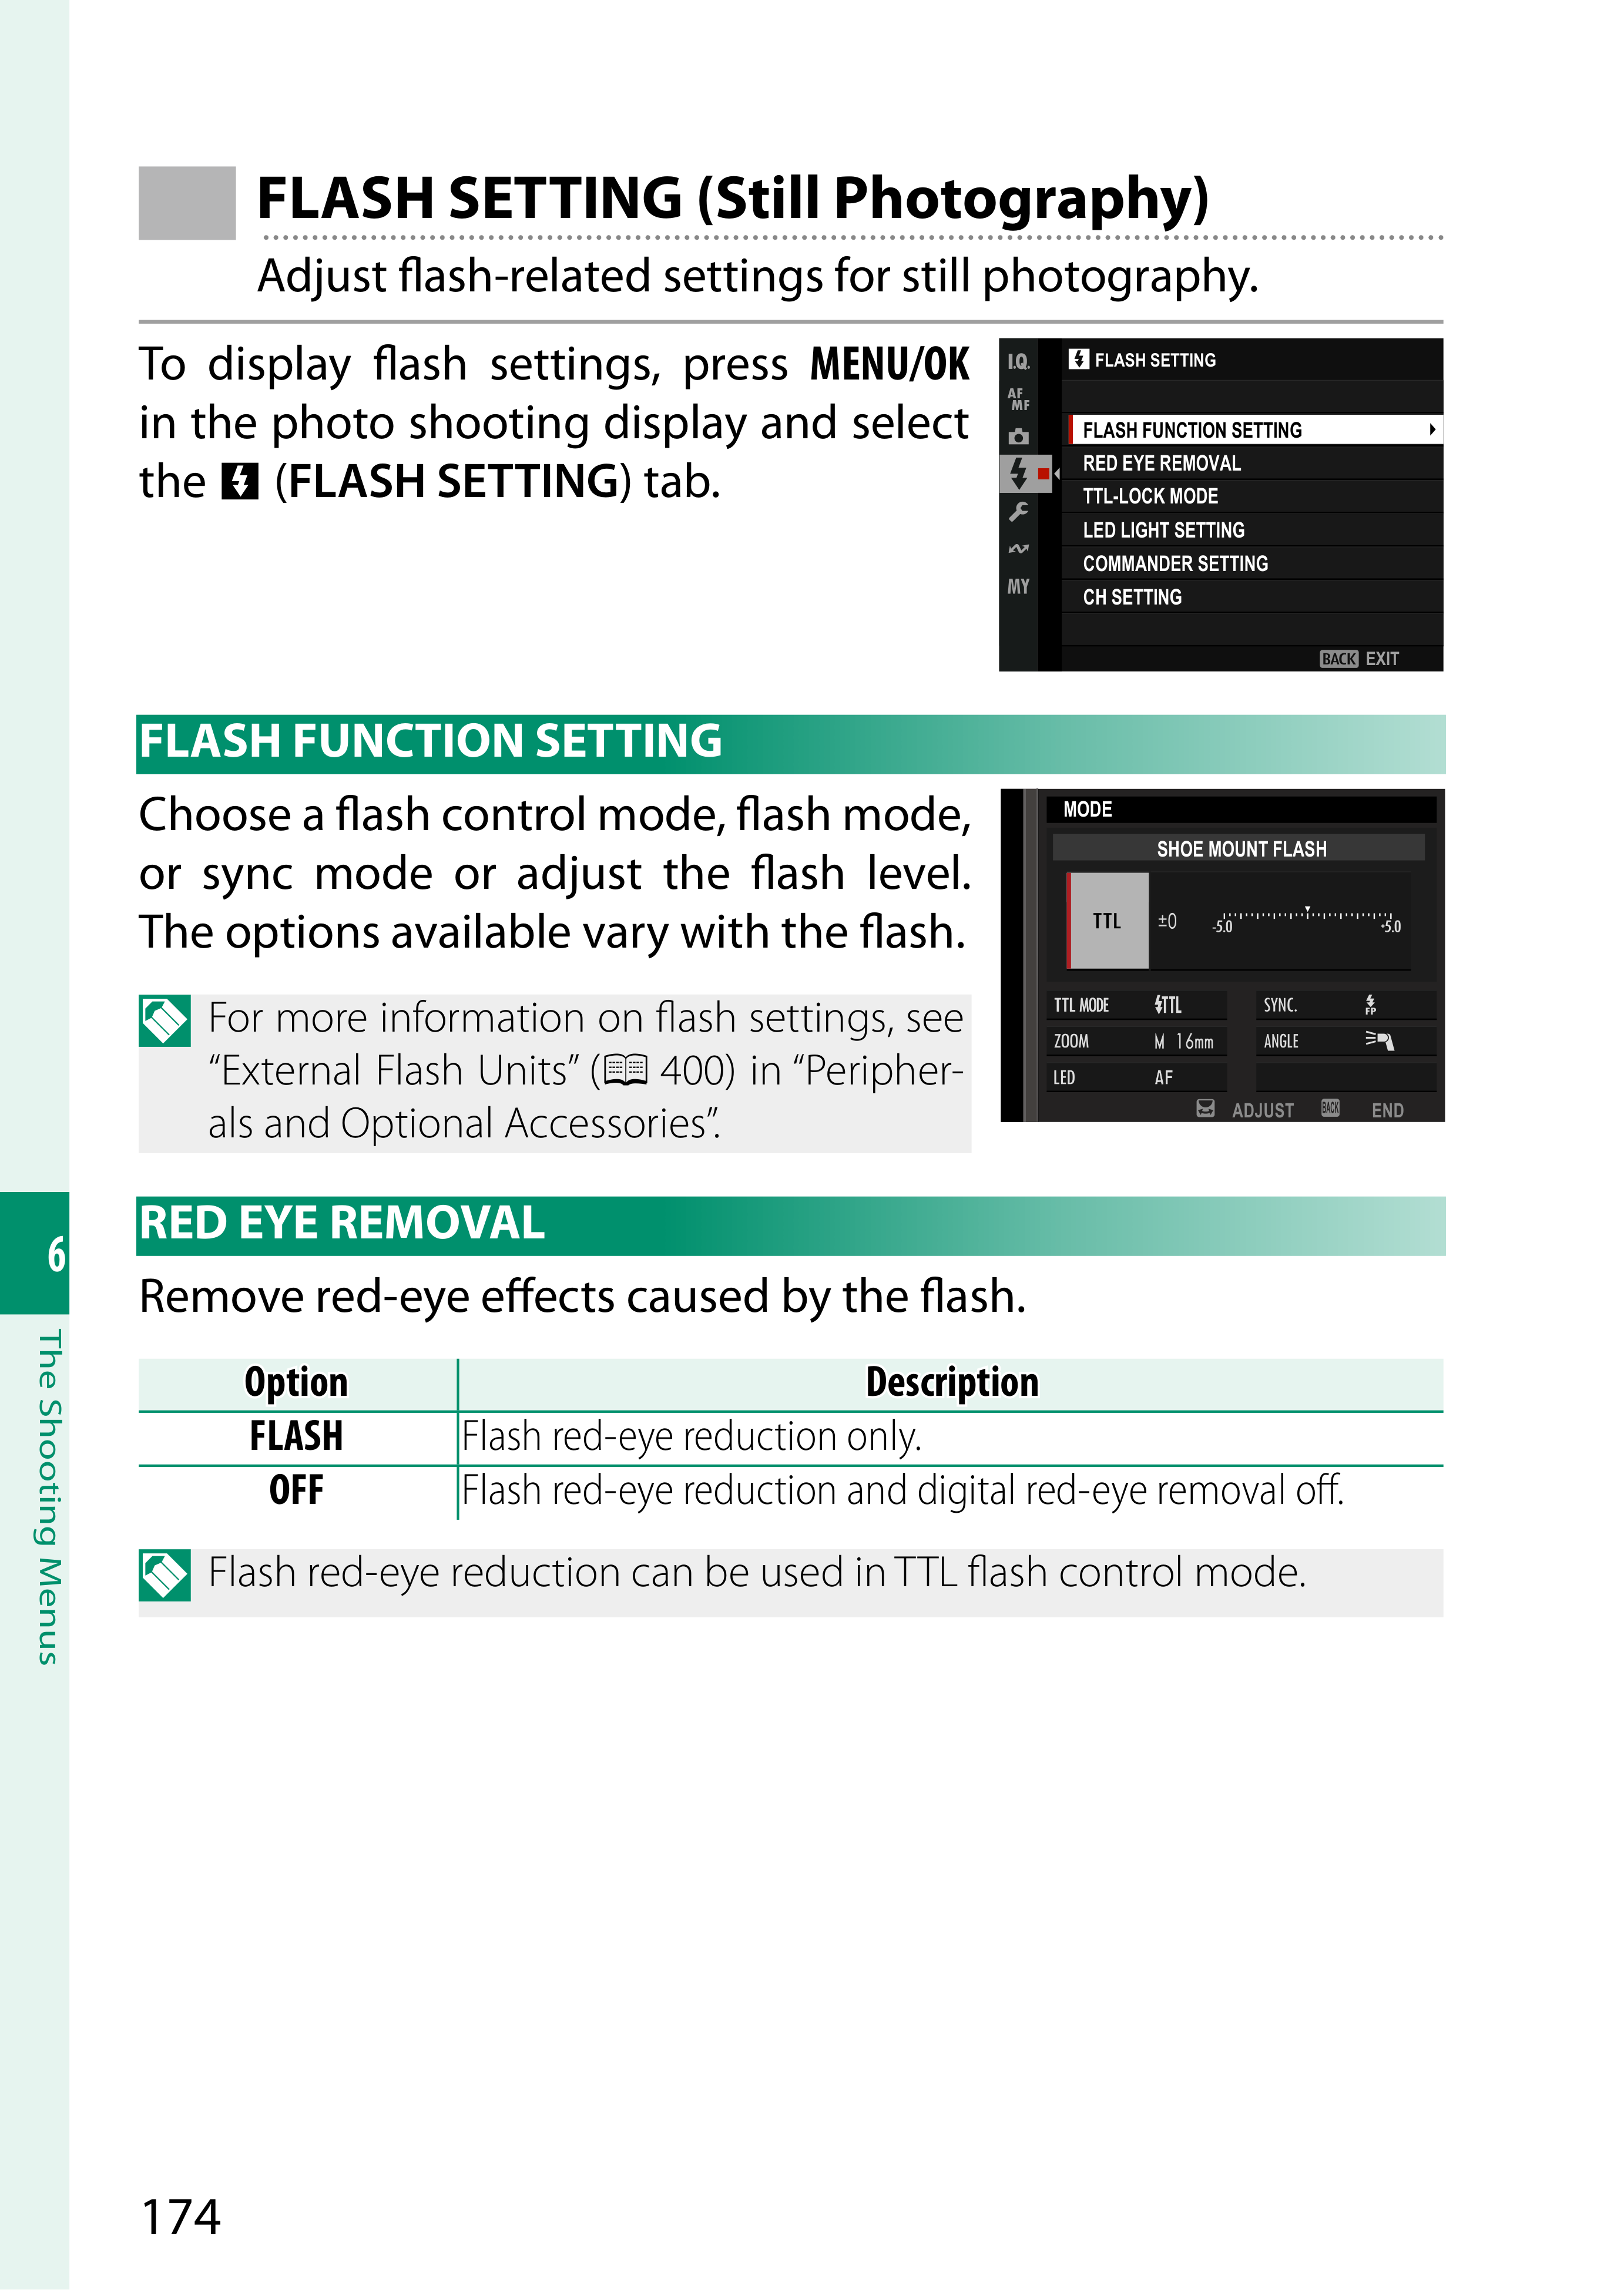 FLASH SETTING (Still Photography)
Adjust flash-related settings for still photography.
To display flash settings, press MENU/OK
in the photo shooting display and select
the (FLASH SETTING) tab.
I.Q.
AF
MF
MY
FLASH SETTING
FLASH FUNCTION SETTING
RED EYE REMOVAL
TTL-LOCK MODE
LED LIGHT SETTING
COMMANDER SETTING
CH SETTING
BACK EXIT
FLASH FUNCTION SETTING
Choose a flash control mode, flash mode,
or sync mode or adjust the flash level.
The options available vary with the flash.
For more information on flash settings, see
“External Flash Units” ( 400) in “Peripher-
als and Optional Accessories”.
MODE
SHOE MOUNT FLASH
TTL ±0 -5.0 +5.0
TTL MODE TTL SYNC. FP
ZOOM M 16mm ANGLE
LED AF
ADJUST BACK END
RED EYE REMOVAL
Remove red-eye effects caused by the flash.
Option Description
FLASH Flash red-eye reduction only.
OFF Flash red-eye reduction and digital red-eye removal off.
Flash red-eye reduction can be used in TTL flash control mode.
6
The Shooting Menus
174